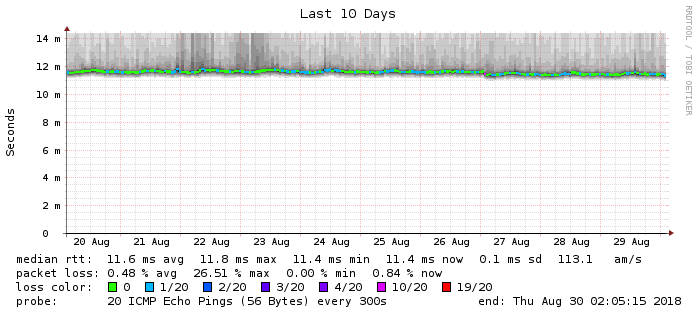 Last 10 Days
RRDTOOL / TOBI OETIKER
Seconds
14 m
12 m
10 m
8 m
6 m
4 m
2 m
0
20 Aug 21 Aug 22 Aug 23 Aug 24 Aug 25 Aug 26 Aug 27 Aug 28 Aug 29 Aug
median rtt: 11.6 ms avg 11.8 ms max 11.4 ms min 11.4 ms now 0.1 ms sd 113.1 am/s
packet loss: 0.48 % avg 26.51 % max 0.00 % min 0.84 % now
loss color: 0 1/20 2/20 3/20 4/20 10/20 19/20
probe: 20 ICMP Echo Pings (56 Bytes) every 300s end: Thu Aug 30 02:05:15 2018